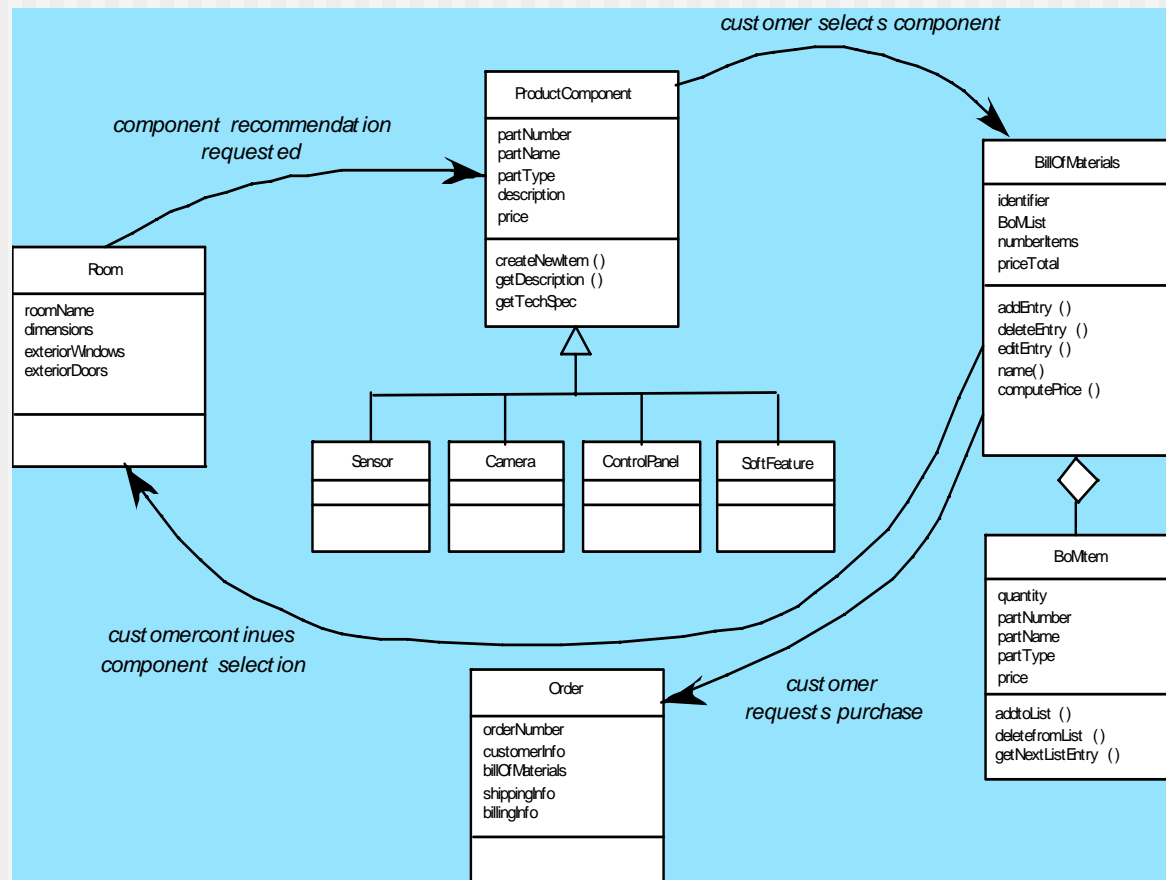 customer selects component
ProductComponent
partNumber
partName
partType
description
price
createNewItem ()
getDescription ()
getTechSpec
component recommendation
requested
BillOfMaterials
identifier
BoMList
numberItems
priceTotal
addEntry ()
deleteEntry ()
editEntry ()
name()
computePrice ()
Room
roomName
dimensions
exteriorWindows
exteriorDoors
Sensor
Camera
ControlPanel
SoftFeature
BoMItem
quantity
partNumber
partName
partType
price
addtoList ()
deletefromList ()
getNextListEntry ()
customercontinues
component selection
customer
requests purchase
Order
orderNumber
customerInfo
billOfMaterials
shippingInfo
billingInfo